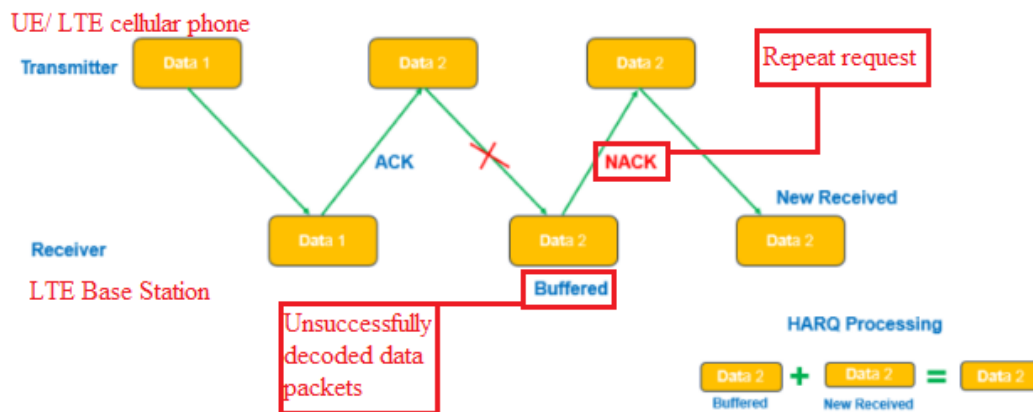 UE/ LTE cellular phone
Transmitter
Data 1
Data 2
Data 2
Repeat request
ACK
NACK
New Received
Receiver
Data 1
Data 2
Data 2
LTE Base Station
Buffered
Unsuccessfully
decoded data
packets
HARQ Processing
Data 2 + Data 2 = Data 2
Buffered
New Received